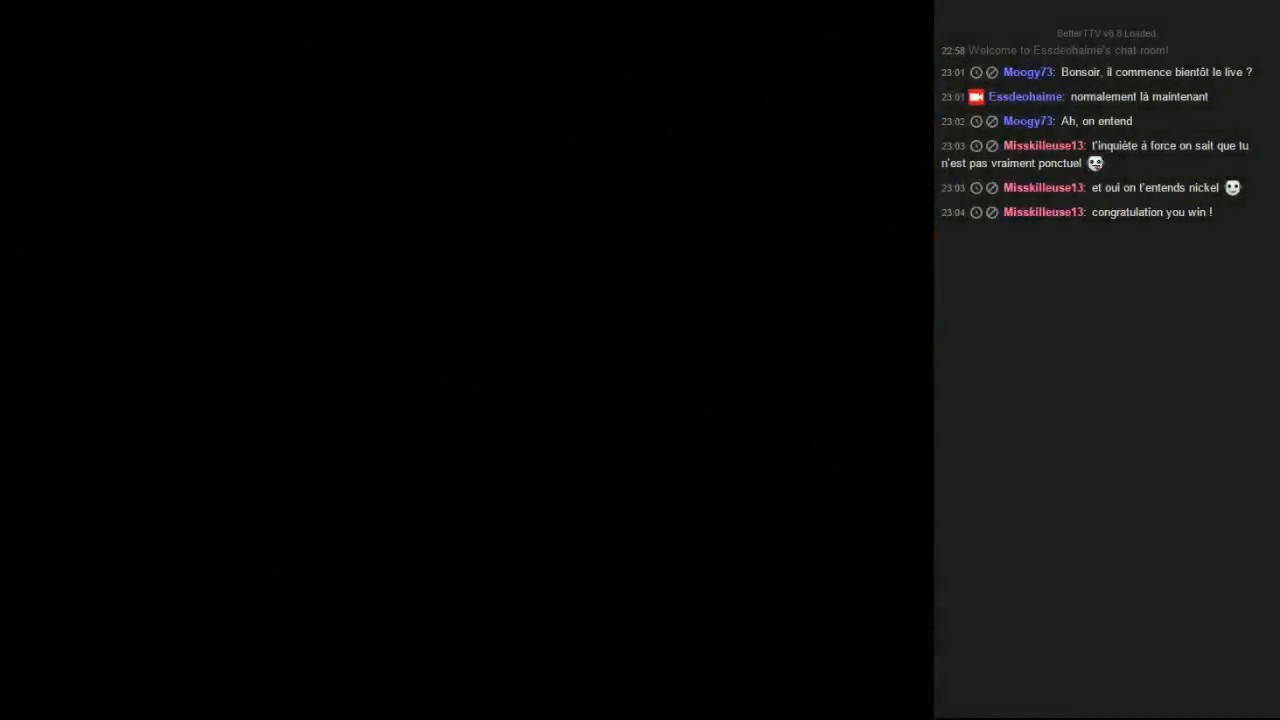 BetterTTV v6.8 Loaded
22:58 Welcome to Essdeohaime's chat room!
23:01 Moogy73: Bonsoir, il commence bientôt le live ?
23:01 Essdeohaime: normalement là maintenant
23:02 Moogy73: Ah, on entend
23:03 Misskilleuse13: t'inquiète à force on sait que tu
n'est pas vraiment ponctuel
23:03 Misskilleuse13: et oui on t'entends nickel
23:04 Misskilleuse13: congratulation you win !